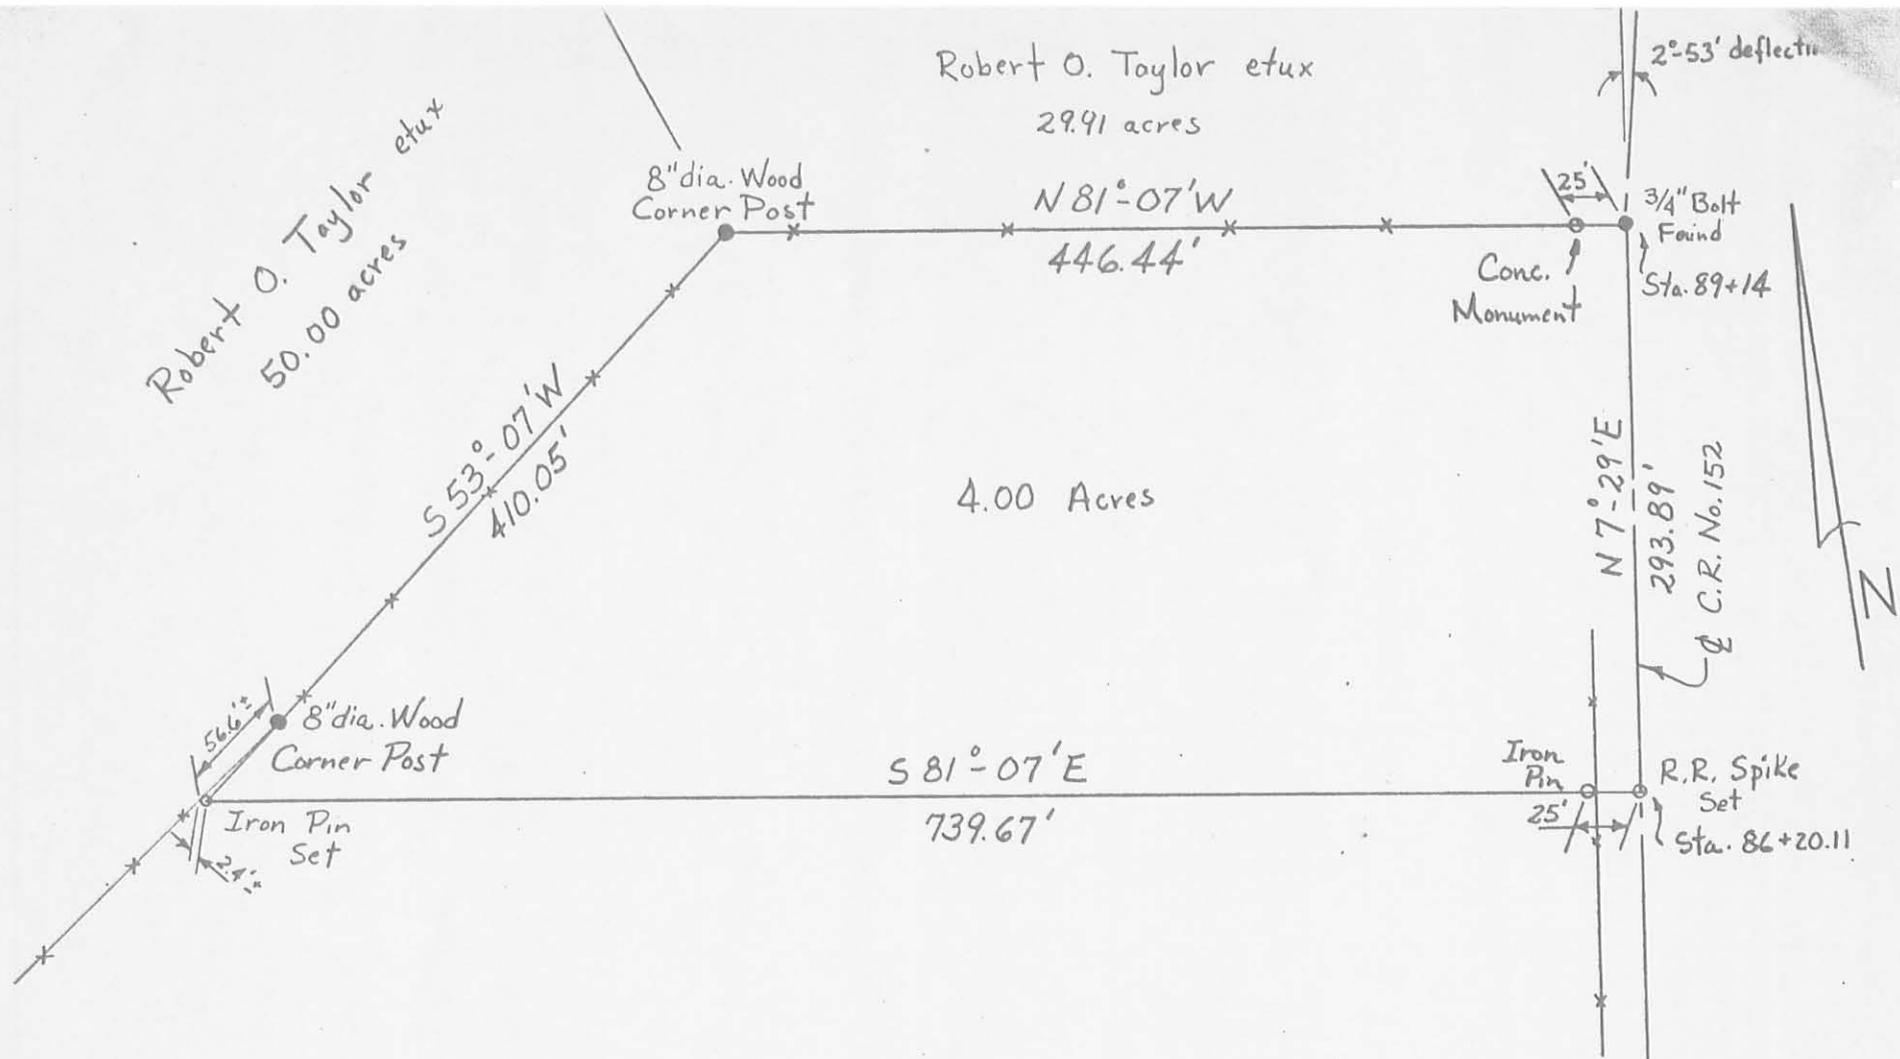 Robert O. Taylor etux
29.91 acres
2°-53' deflecti
Robert O. Taylor etux
50.00 acres
8" dia. Wood
Corner Post
N 81°-07' W
446.44'
25'
3/4" Bolt
Found
Sta. 89+14
Conc.
Monument
S 53°-07' W
410.05'
4.00 Acres
N 7°-29' E
293.89'
℄ C.R. No. 152
N
56.6'±
8" dia. Wood
Corner Post
S 81°-07' E
739.67'
Iron
Pin
25'
R.R. Spike
Set
Sta. 86+20.11
Iron Pin
Set
2.4'±